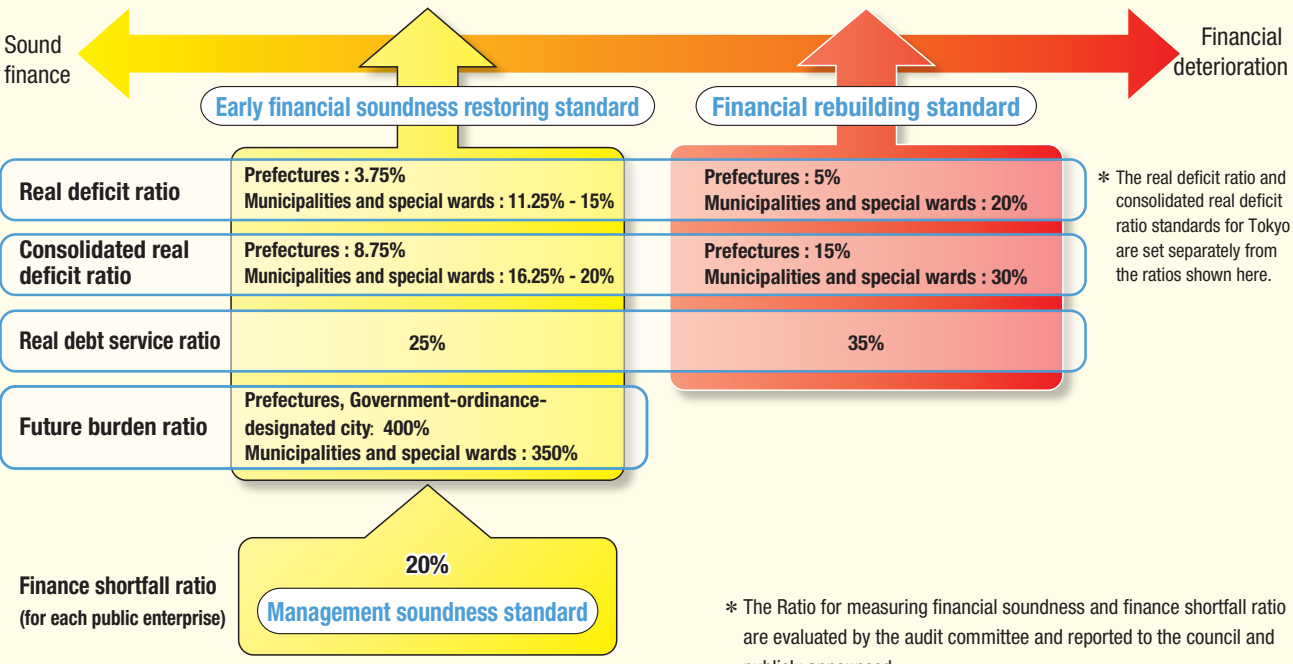 Sound
finance
Financial
deterioration
Early financial soundness restoring standard
Financial rebuilding standard
Real deficit ratio
Prefectures : 3.75%
Municipalities and special wards : 11.25% - 15%
Prefectures : 5%
Municipalities and special wards : 20%
Consolidated real
deficit ratio
Prefectures : 8.75%
Municipalities and special wards : 16.25% - 20%
Prefectures : 15%
Municipalities and special wards : 30%
Real debt service ratio
25%
35%
Future burden ratio
Prefectures, Government-ordinance-
designated city: 400%
Municipalities and special wards : 350%
* The real deficit ratio and
consolidated real deficit
ratio standards for Tokyo
are set separately from
the ratios shown here.
Finance shortfall ratio
(for each public enterprise)
20%
Management soundness standard
* The Ratio for measuring financial soundness and finance shortfall ratio
are evaluated by the audit committee and reported to the council and